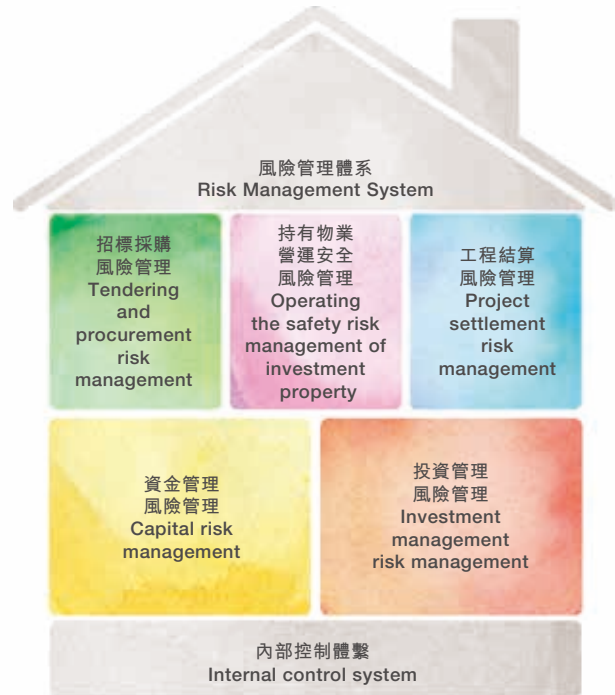 風險管理體系
Risk Management System
招標採購
風險管理
Tendering
and
procurement
risk
management
持有物業
營運安全
風險管理
Operating
the safety risk
management of
investment
property
工程結算
風險管理
Project
settlement
risk
management
資金管理
風險管理
Capital risk
management
投資管理
風險管理
Investment
management
risk management
內部控制體繫
Internal control system